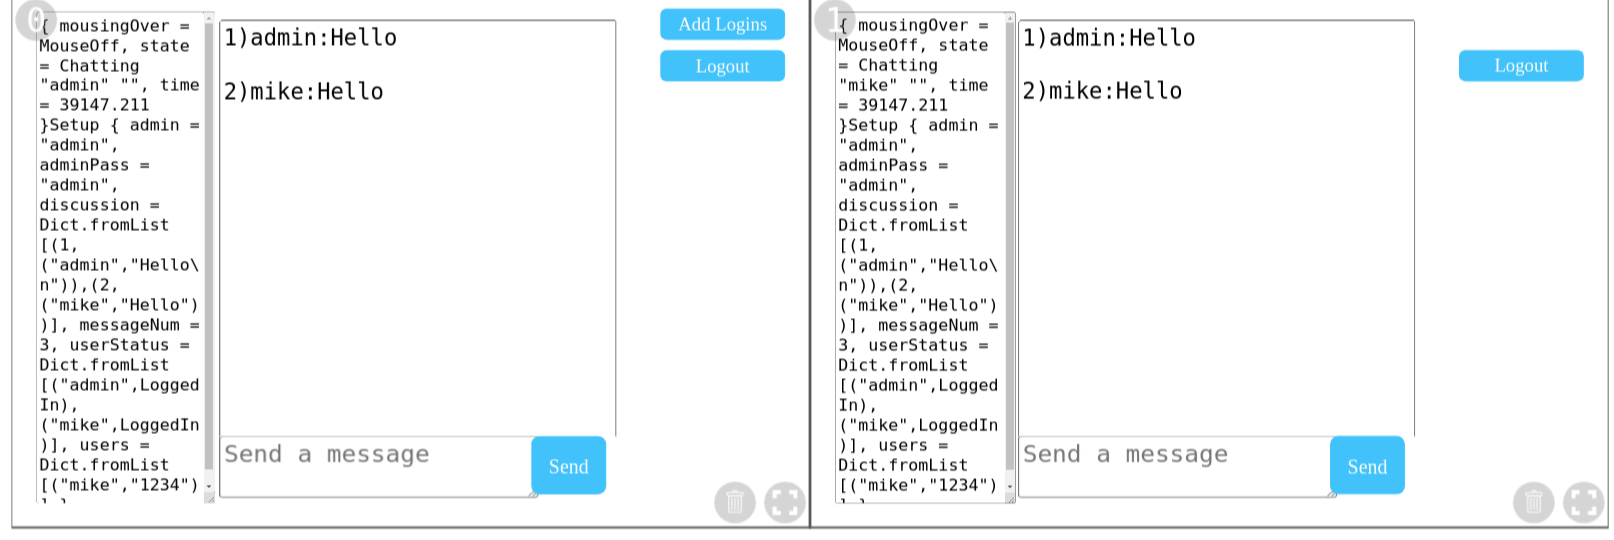 0
{ mousingOver =
MouseOff, state
= Chatting
"admin" "", time
= 39147.211
}Setup { admin =
"admin",
adminPass =
"admin",
discussion =
Dict.fromList
[(1,
("admin","Hello\
n")),(2,
("mike","Hello")
)], messageNum =
3, userStatus =
Dict.fromList
[("admin",Logged
In),
("mike",LoggedIn
)], users =
Dict.fromList
[("mike","1234")
1)admin:Hello
2)mike:Hello
Send a message
Send
Add Logins
Logout
1
{ mousingOver =
MouseOff, state
= Chatting
"mike" "", time
= 39147.211
}Setup { admin =
"admin",
adminPass =
"admin",
discussion =
Dict.fromList
[(1,
("admin","Hello\
n")),(2,
("mike","Hello")
)], messageNum =
3, userStatus =
Dict.fromList
[("admin",Logged
In),
("mike",LoggedIn
)], users =
Dict.fromList
[("mike","1234")
1)admin:Hello
2)mike:Hello
Send a message
Send
Logout